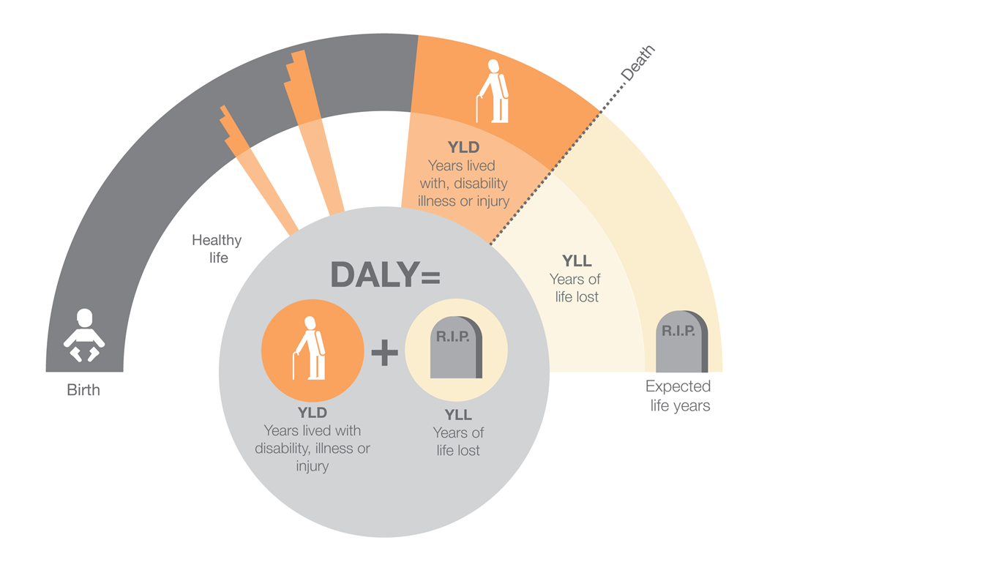 Death
YLD
Years lived
with, disability
illness or injury
Healthy
life
YLL
Years of
life lost
DALY=
+
R.I.P.
R.I.P.
Birth
Expected
life years
YLD
Years lived with
disability, illness or
injury
YLL
Years of
life lost